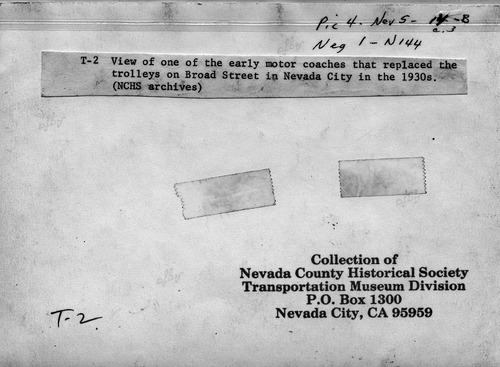 Pic 4 - Nev 5 - 14 - 8
Neg 1 - N144
T-2 View of one of the early motor coaches that replaced the
trolleys on Broad Street in Nevada City in the 1930s.
(NCHS archives)
Collection of
Nevada County Historical Society
Transportation Museum Division
P.O. Box 1300
Nevada City, CA 95959
T-2